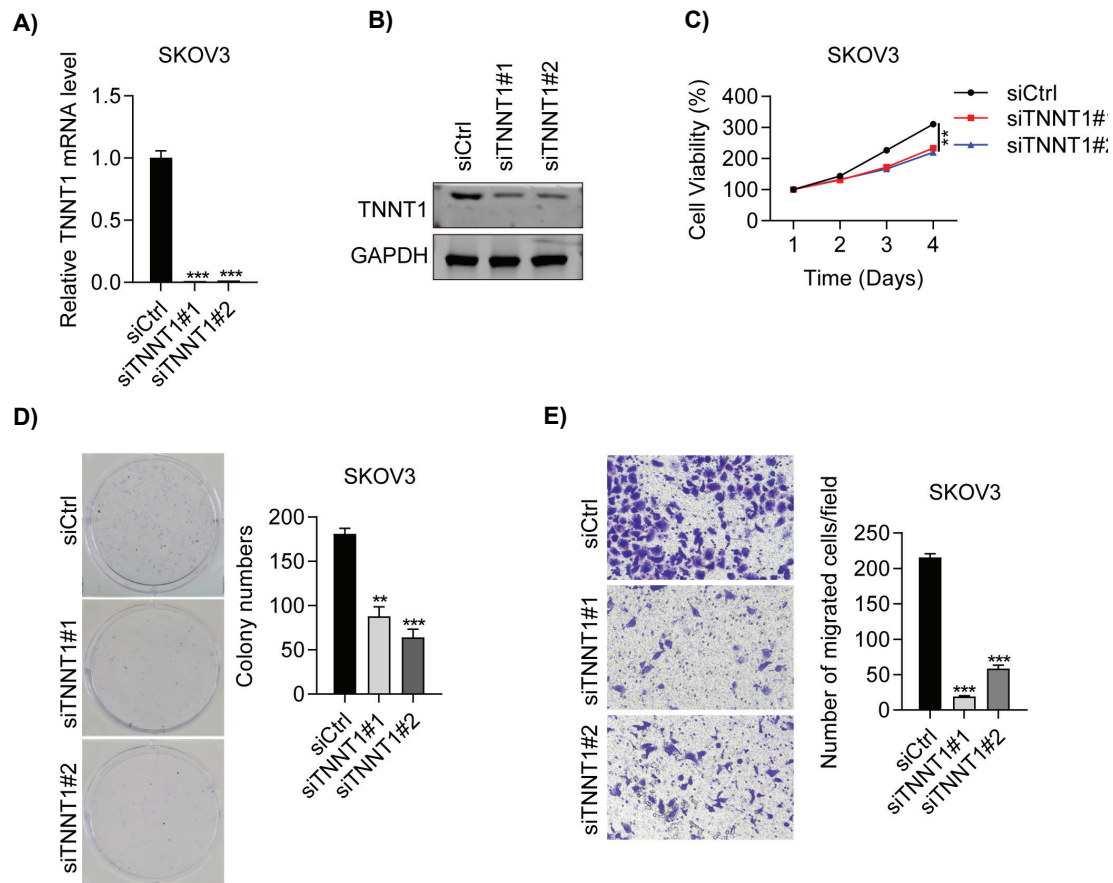 A)
SKOV3
Relative TNNT1 mRNA level
1.5
1.0
0.5
0.0
***
***
siCtrl
siTNNT1#1
siTNNT1#2
B)
siCtrl
siTNNT1#1
siTNNT1#2
TNNT1
GAPDH
C)
SKOV3
Cell Viability (%)
400
300
200
100
0
1 2 3 4
Time (Days)
**
siCtrl
siTNNT1#1
siTNNT1#2
D)
siCtrl
siTNNT1#1
siTNNT1#2
SKOV3
Colony numbers
200
150
100
50
0
**
***
siCtrl
siTNNT1#1
siTNNT1#2
E)
siCtrl
siTNNT1#1
siTNNT1#2
SKOV3
Number of migrated cells/field
250
200
150
100
50
0
***
***
siCtrl
siTNNT1#1
siTNNT1#2